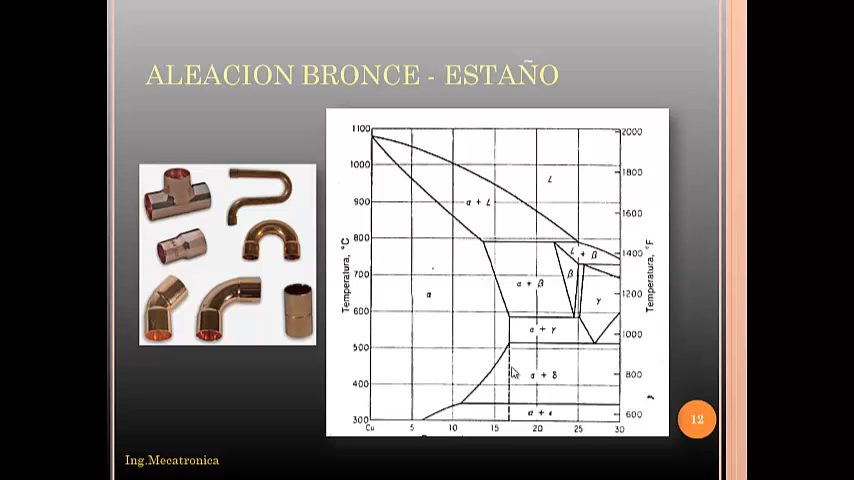 ALEACION BRONCE - ESTAÑO
1100
1000
900
800
700
600
500
400
300
Temperatura, °C
2000
1800
1600
1400
1200
1000
800
600
Temperatura, °F
L
α + L
L + β
β
α + β
α
γ
α + γ
α + δ
α + ε
Cu 5 10 15 20 25 30
12
Ing.Mecatronica